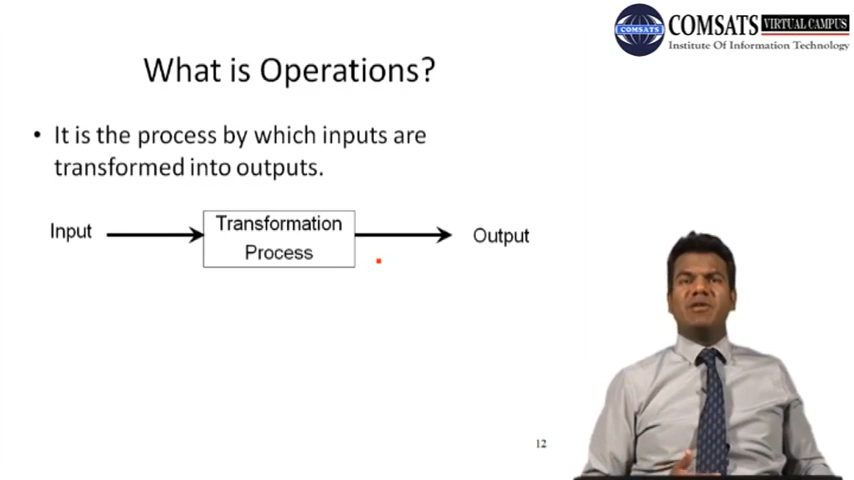 COMSATS VIRTUAL CAMPUS
Institute Of Information Technology
COMSATS
What is Operations?
• It is the process by which inputs are
transformed into outputs.
Input
Transformation
Process
Output
12